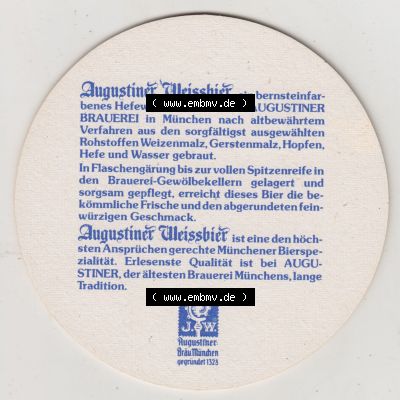 Augustiner Weissbier
( www.embmv.de )
benes Hefew AUGUSTINER
BRAUEREI in München nach altbewährtem
Verfahren aus den sorgfältigst ausgewählten
Rohstoffen Weizenmalz, Gerstenmalz, Hopfen,
Hefe und Wasser gebraut.
In Flaschengärung bis zur vollen Spitzenreife in
den Brauerei-Gewölbekellern gelagert und
sorgsam gepflegt, erreicht dieses Bier die be-
kömmliche Frische und den abgerundeten fein-
würzigen Geschmack.
Augustiner Weissbier ist eine den höch-
sten Ansprüchen gerechte Münchener Bierspe-
zialität. Erlesenste Qualität ist bei AUGU-
STINER, der ältesten Brauerei Münchens, lange
Tradition.
( www.embmv.de )
J.W.
Augustiner
Bräu München
gegründet 1328